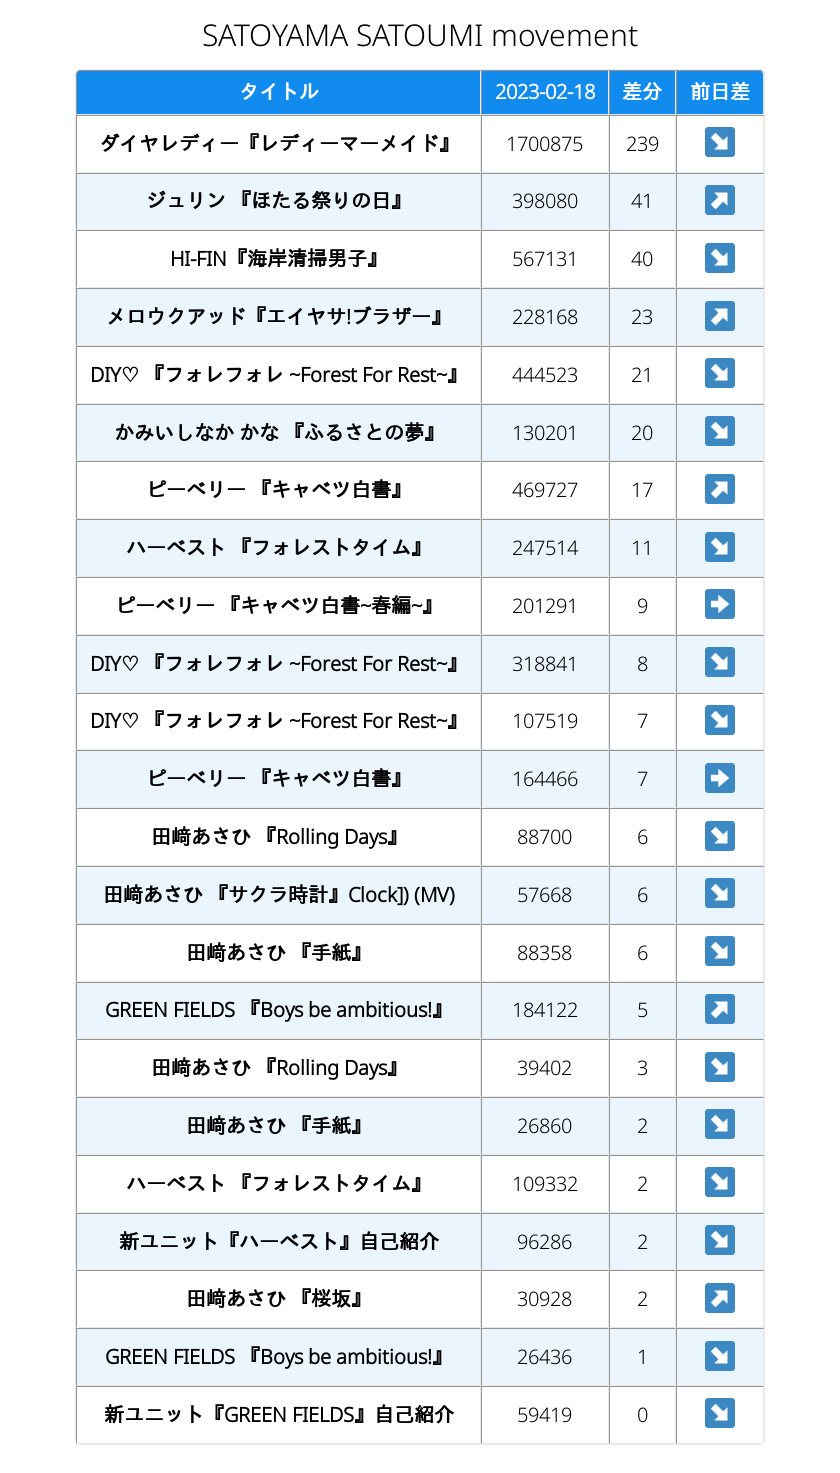 SATOYAMA SATOUMI movement
タイトル 2023-02-18 差分 前日差
ダイヤレディー『レディーマーメイド』 1700875 239 ↘
ジュリン 『ほたる祭りの日』 398080 41 ↗
HI-FIN『海岸清掃男子』 567131 40 ↘
メロウクアッド『エイヤサ!ブラザー』 228168 23 ↗
DIY♡ 『フォレフォレ ~Forest For Rest~』 444523 21 ↘
かみいしなか かな 『ふるさとの夢』 130201 20 ↘
ピーベリー 『キャベツ白書』 469727 17 ↗
ハーベスト 『フォレストタイム』 247514 11 ↘
ピーベリー 『キャベツ白書~春編~』 201291 9 ➡
DIY♡ 『フォレフォレ ~Forest For Rest~』 318841 8 ↘
DIY♡ 『フォレフォレ ~Forest For Rest~』 107519 7 ↘
ピーベリー 『キャベツ白書』 164466 7 ➡
田﨑あさひ 『Rolling Days』 88700 6 ↘
田﨑あさひ 『サクラ時計』Clock]) (MV) 57668 6 ↘
田﨑あさひ 『手紙』 88358 6 ↘
GREEN FIELDS 『Boys be ambitious!』 184122 5 ↗
田﨑あさひ 『Rolling Days』 39402 3 ↘
田﨑あさひ 『手紙』 26860 2 ↘
ハーベスト 『フォレストタイム』 109332 2 ↘
新ユニット『ハーベスト』自己紹介 96286 2 ↘
田﨑あさひ 『桜坂』 30928 2 ↗
GREEN FIELDS 『Boys be ambitious!』 26436 1 ↘
新ユニット『GREEN FIELDS』自己紹介 59419 0 ↘